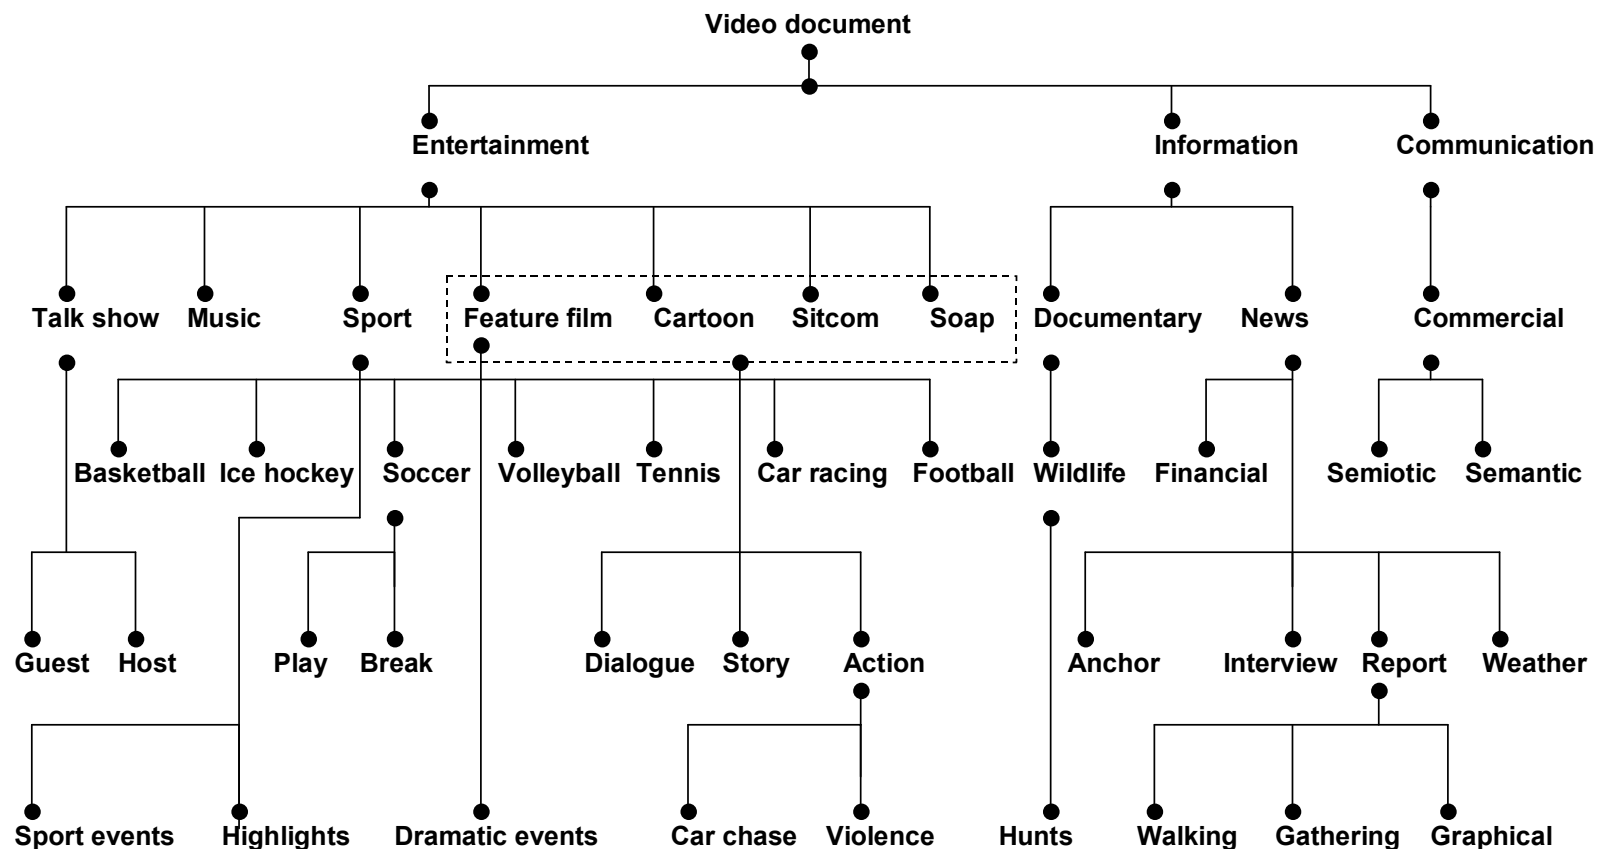 Video document
Entertainment Information Communication
Talk show Music Sport Feature film Cartoon Sitcom Soap Documentary News Commercial
Basketball Ice hockey Soccer Volleyball Tennis Car racing Football Wildlife Financial Semiotic Semantic
Guest Host Play Break Dialogue Story Action Anchor Interview Report Weather
Sport events Highlights Dramatic events Car chase Violence Hunts Walking Gathering Graphical